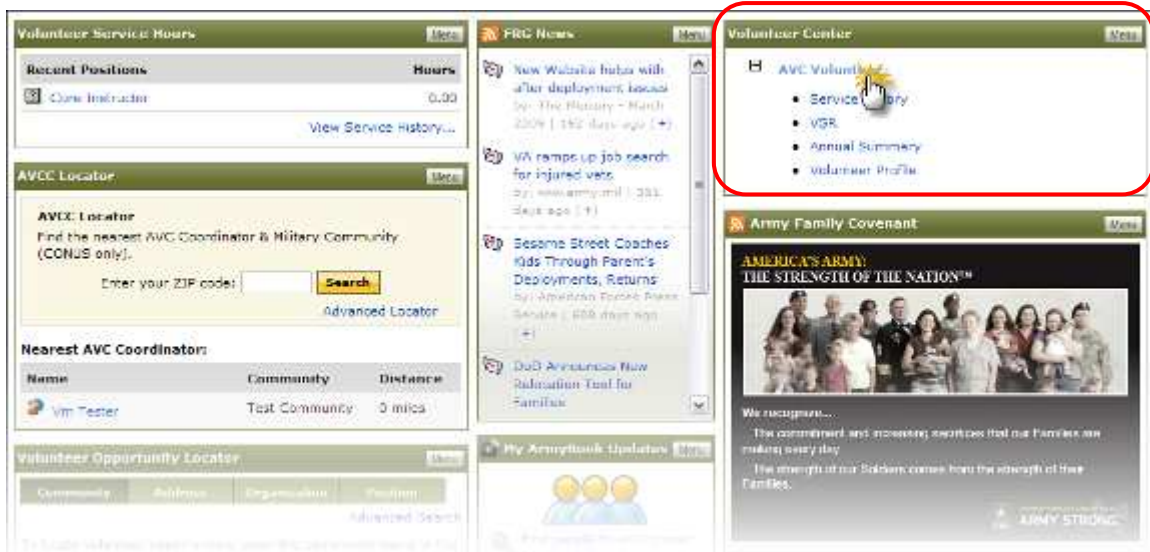 Volunteer Service Hours Menu
Recent Positions Hours
Core Instructor 0.00
View Service History...
AVCC Locator Menu
AVCC Locator
Find the nearest AVC Coordinator & Military Community
(CONUS only).
Enter your ZIP code: Search
Advanced Locator
Nearest AVC Coordinator:
Name Community Distance
Vm Tester Test Community 0 miles
Volunteer Opportunity Locator Menu
Community Address Organization Position
Advanced Search
FRG News Menu
New Website helps with
after deployment issues
by: The Mercury - March
2009 | 162 days ago (+)
VA ramps up job search
for injured vets
by: www.army.mil | 381
days ago (+)
Sesame Street Coaches
Kids Through Parent's
Deployments, Returns
by: American Forces Press
Service | 688 days ago
(+)
DoD Announces New
Relocation Tool for
Families
My Armybook Updates Menu
Volunteer Center Menu
AVC
Service
VSR
Annual Summary
Volunteer Profile
Army Family Covenant Menu
AMERICA'S ARMY:
THE STRENGTH OF THE NATION™
We recognize...
The commitment and increasing sacrifices that our Families are
making every day.
The strength of our Soldiers comes from the strength of their
Families.
ARMY STRONG